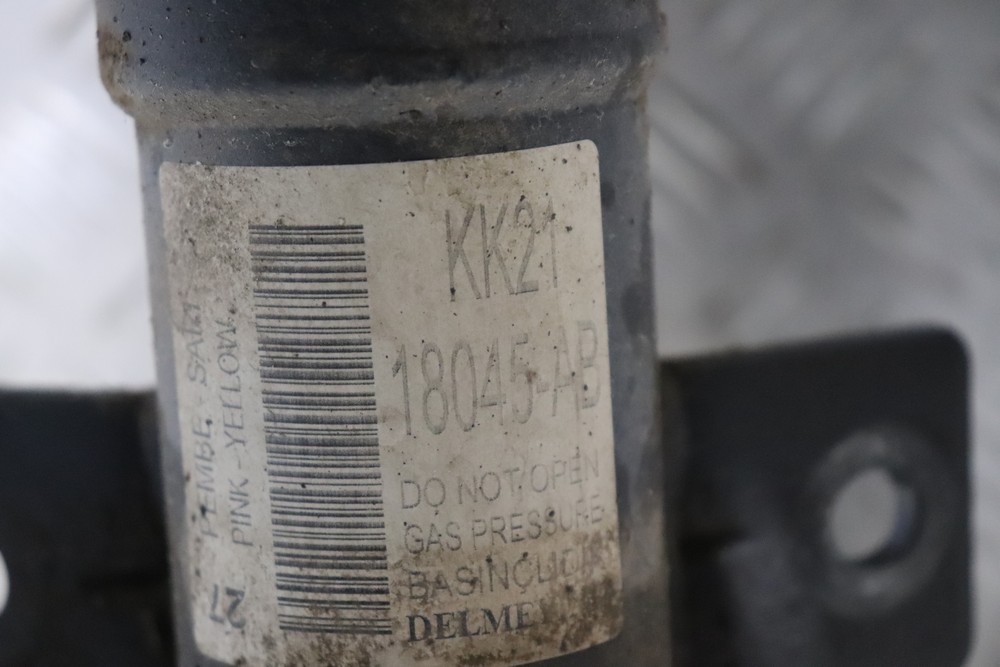 KK21
18045-AB
DO NOT OPEN
GAS PRESSURE
DELME
PEMBE - SARI
PINK - YELLOW
27